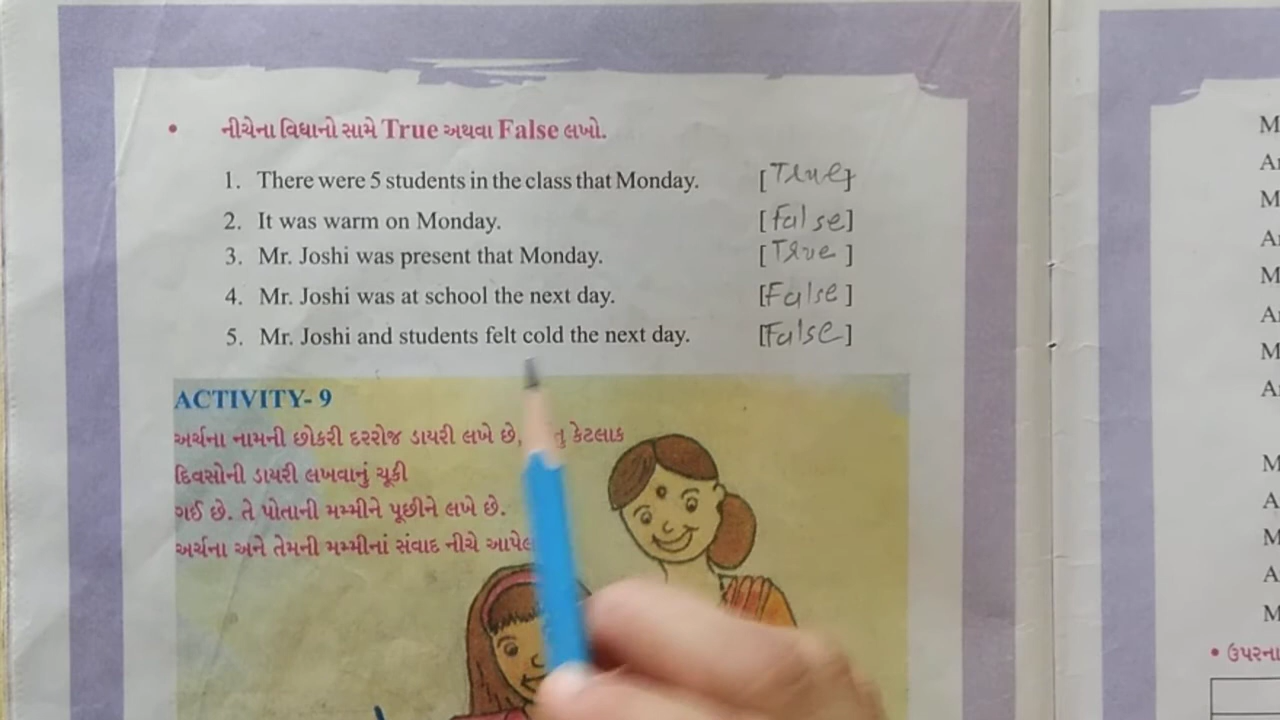 • નીચેના વિધાનો સામે True અથવા False લખો.
1. There were 5 students in the class that Monday. [True]
2. It was warm on Monday. [False]
3. Mr. Joshi was present that Monday. [True]
4. Mr. Joshi was at school the next day. [False]
5. Mr. Joshi and students felt cold the next day. [False]
ACTIVITY- 9
અર્ચના નામની છોકરી દરરોજ ડાયરી લખે છે, કેટલાક
દિવસોની ડાયરી લખવાનું ચૂકી
ગઈ છે. તે પોતાની મમ્મીને પૂછીને લખે છે.
અર્ચના અને તેમની મમ્મીનાં સંવાદ નીચે